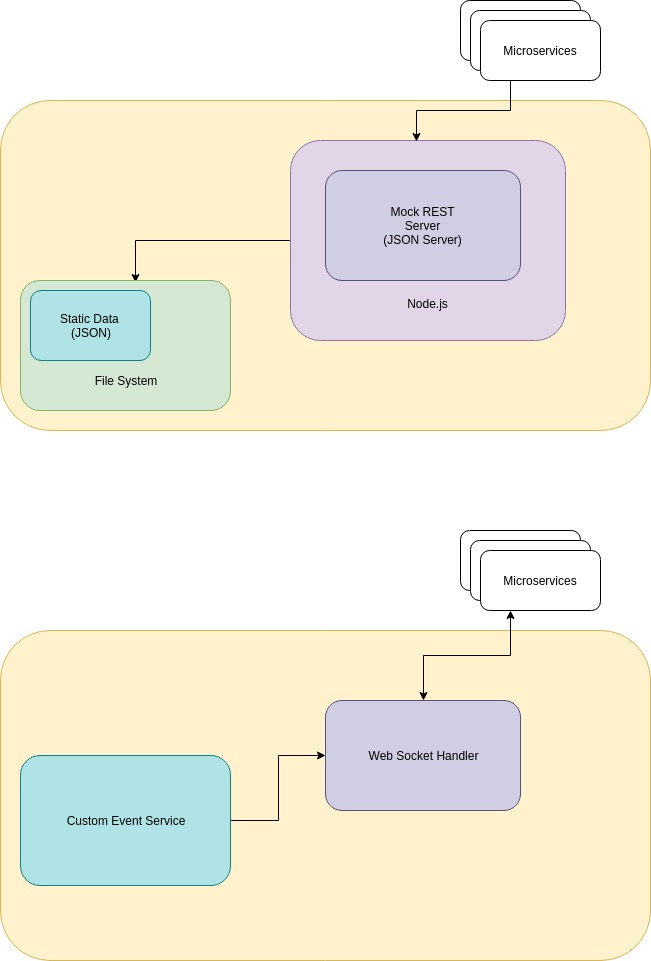 Microservices
Mock REST
Server
(JSON Server)
Node.js
Static Data
(JSON)
File System
Microservices
Web Socket Handler
Custom Event Service